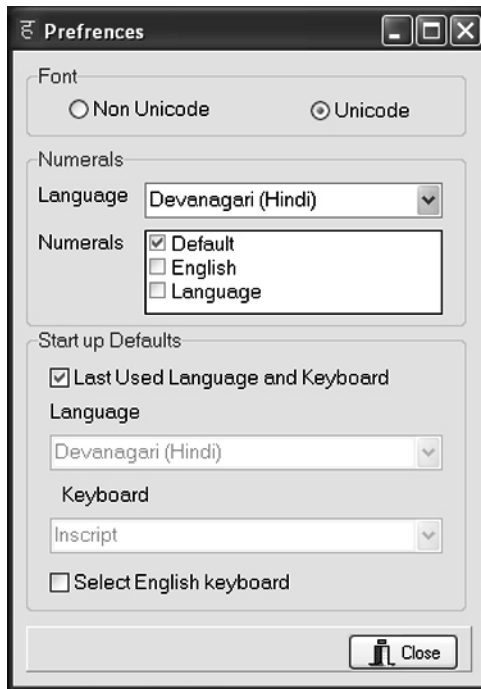 ह Prefrences
Font
Non Unicode Unicode
Numerals
Language Devanagari (Hindi)
Numerals Default
English
Language
Start up Defaults
Last Used Language and Keyboard
Language
Devanagari (Hindi)
Keyboard
Inscript
Select English keyboard
Close